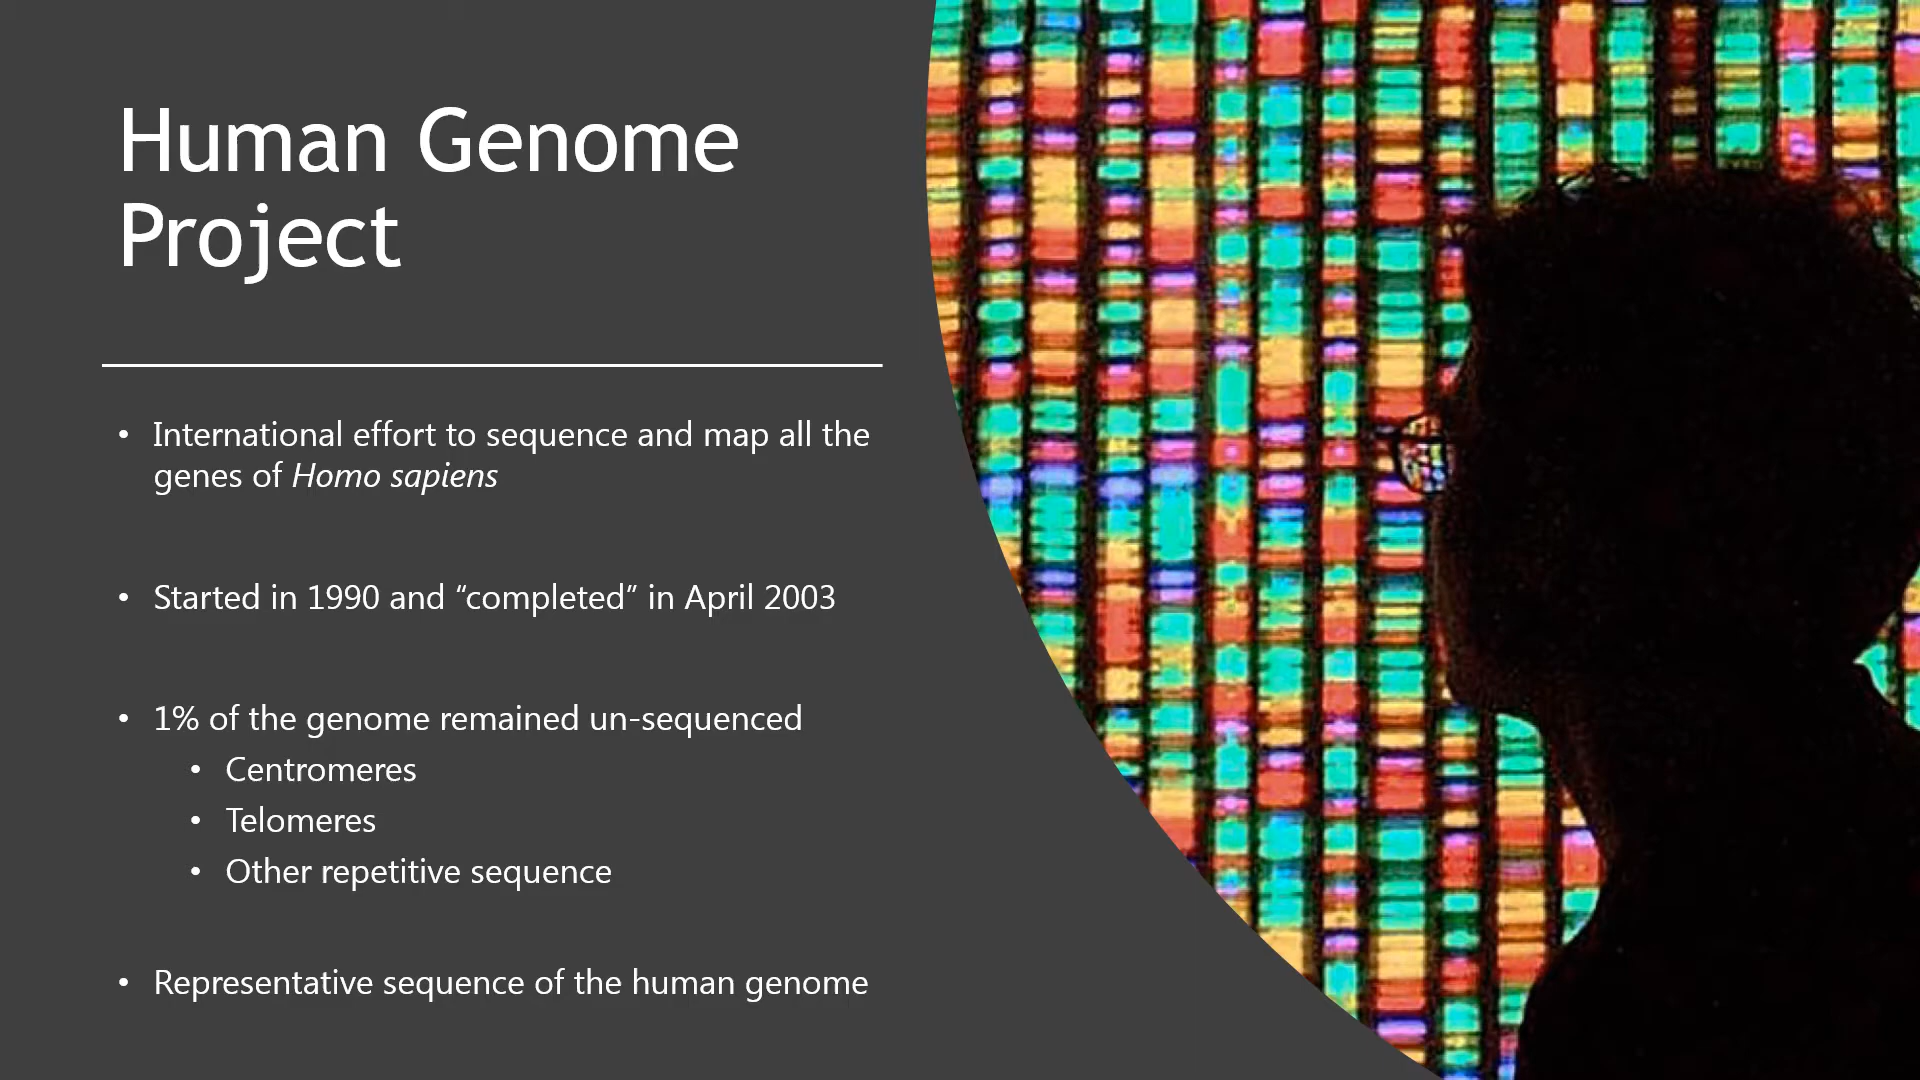 Human Genome
Project
• International effort to sequence and map all the
genes of Homo sapiens
• Started in 1990 and “completed” in April 2003
• 1% of the genome remained un-sequenced
• Centromeres
• Telomeres
• Other repetitive sequence
• Representative sequence of the human genome